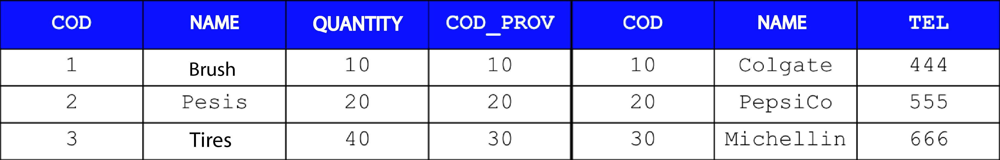 COD NAME QUANTITY COD_PROV COD NAME TEL
1 Brush 10 10 10 Colgate 444
2 Pesis 20 20 20 PepsiCo 555
3 Tires 40 30 30 Michellin 666